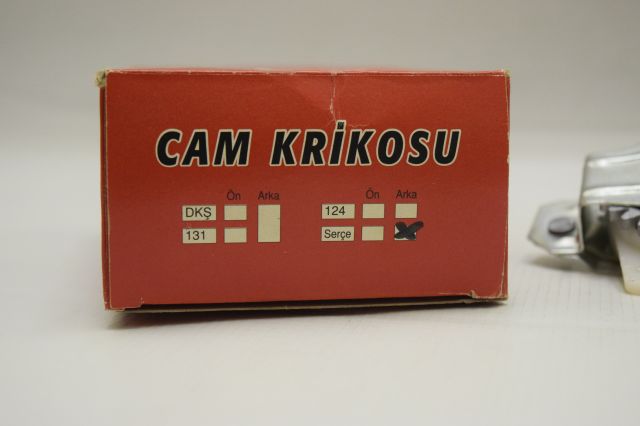 CAM KRİKOSU
Ön Arka Ön Arka
DKŞ 124
131 Serçe